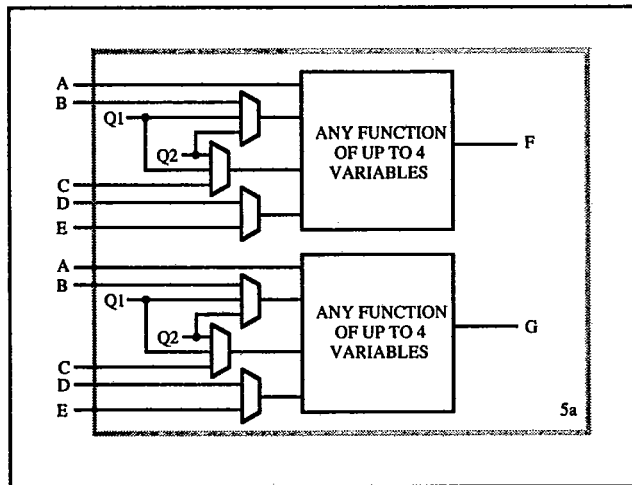 A
B
Q1
Q2
C
D
E
ANY FUNCTION
OF UP TO 4
VARIABLES
F
A
B
Q1
Q2
C
D
E
ANY FUNCTION
OF UP TO 4
VARIABLES
G
5a